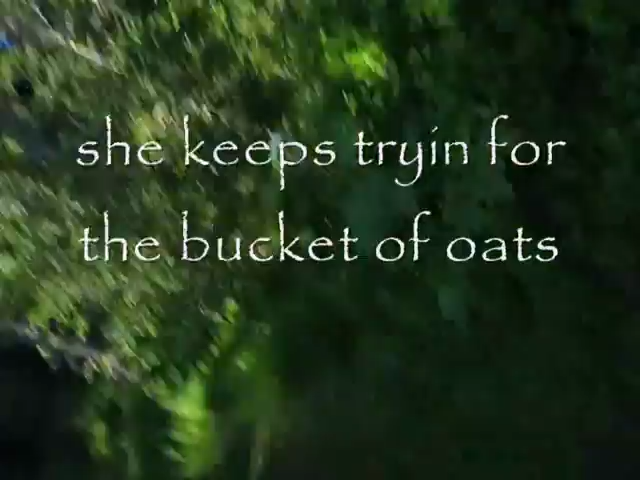 she keeps tryin for
the bucket of oats